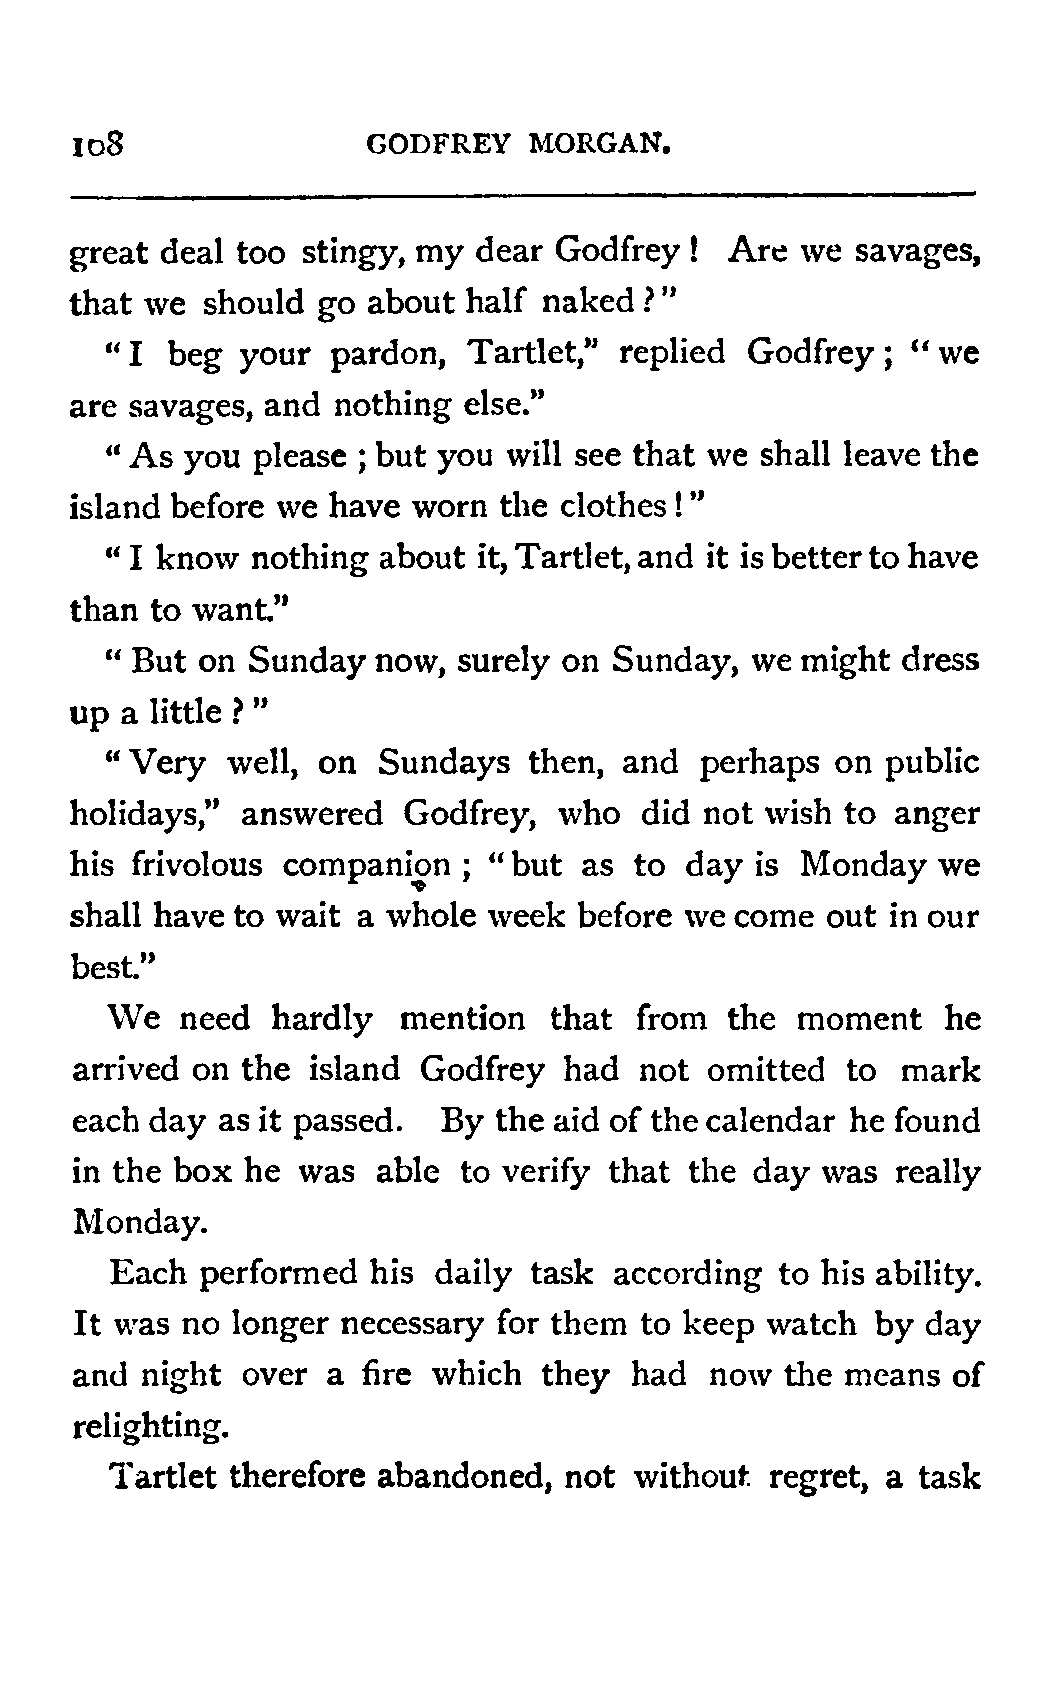 108 GODFREY MORGAN.
great deal too stingy, my dear Godfrey ! Are we savages,
that we should go about half naked ?"
"I beg your pardon, Tartlet," replied Godfrey ; "we
are savages, and nothing else."
"As you please ; but you will see that we shall leave the
island before we have worn the clothes !"
"I know nothing about it, Tartlet, and it is better to have
than to want."
"But on Sunday now, surely on Sunday, we might dress
up a little ?"
"Very well, on Sundays then, and perhaps on public
holidays," answered Godfrey, who did not wish to anger
his frivolous companion ; "but as to day is Monday we
shall have to wait a whole week before we come out in our
best."
We need hardly mention that from the moment he
arrived on the island Godfrey had not omitted to mark
each day as it passed. By the aid of the calendar he found
in the box he was able to verify that the day was really
Monday.
Each performed his daily task according to his ability.
It was no longer necessary for them to keep watch by day
and night over a fire which they had now the means of
relighting.
Tartlet therefore abandoned, not without regret, a task